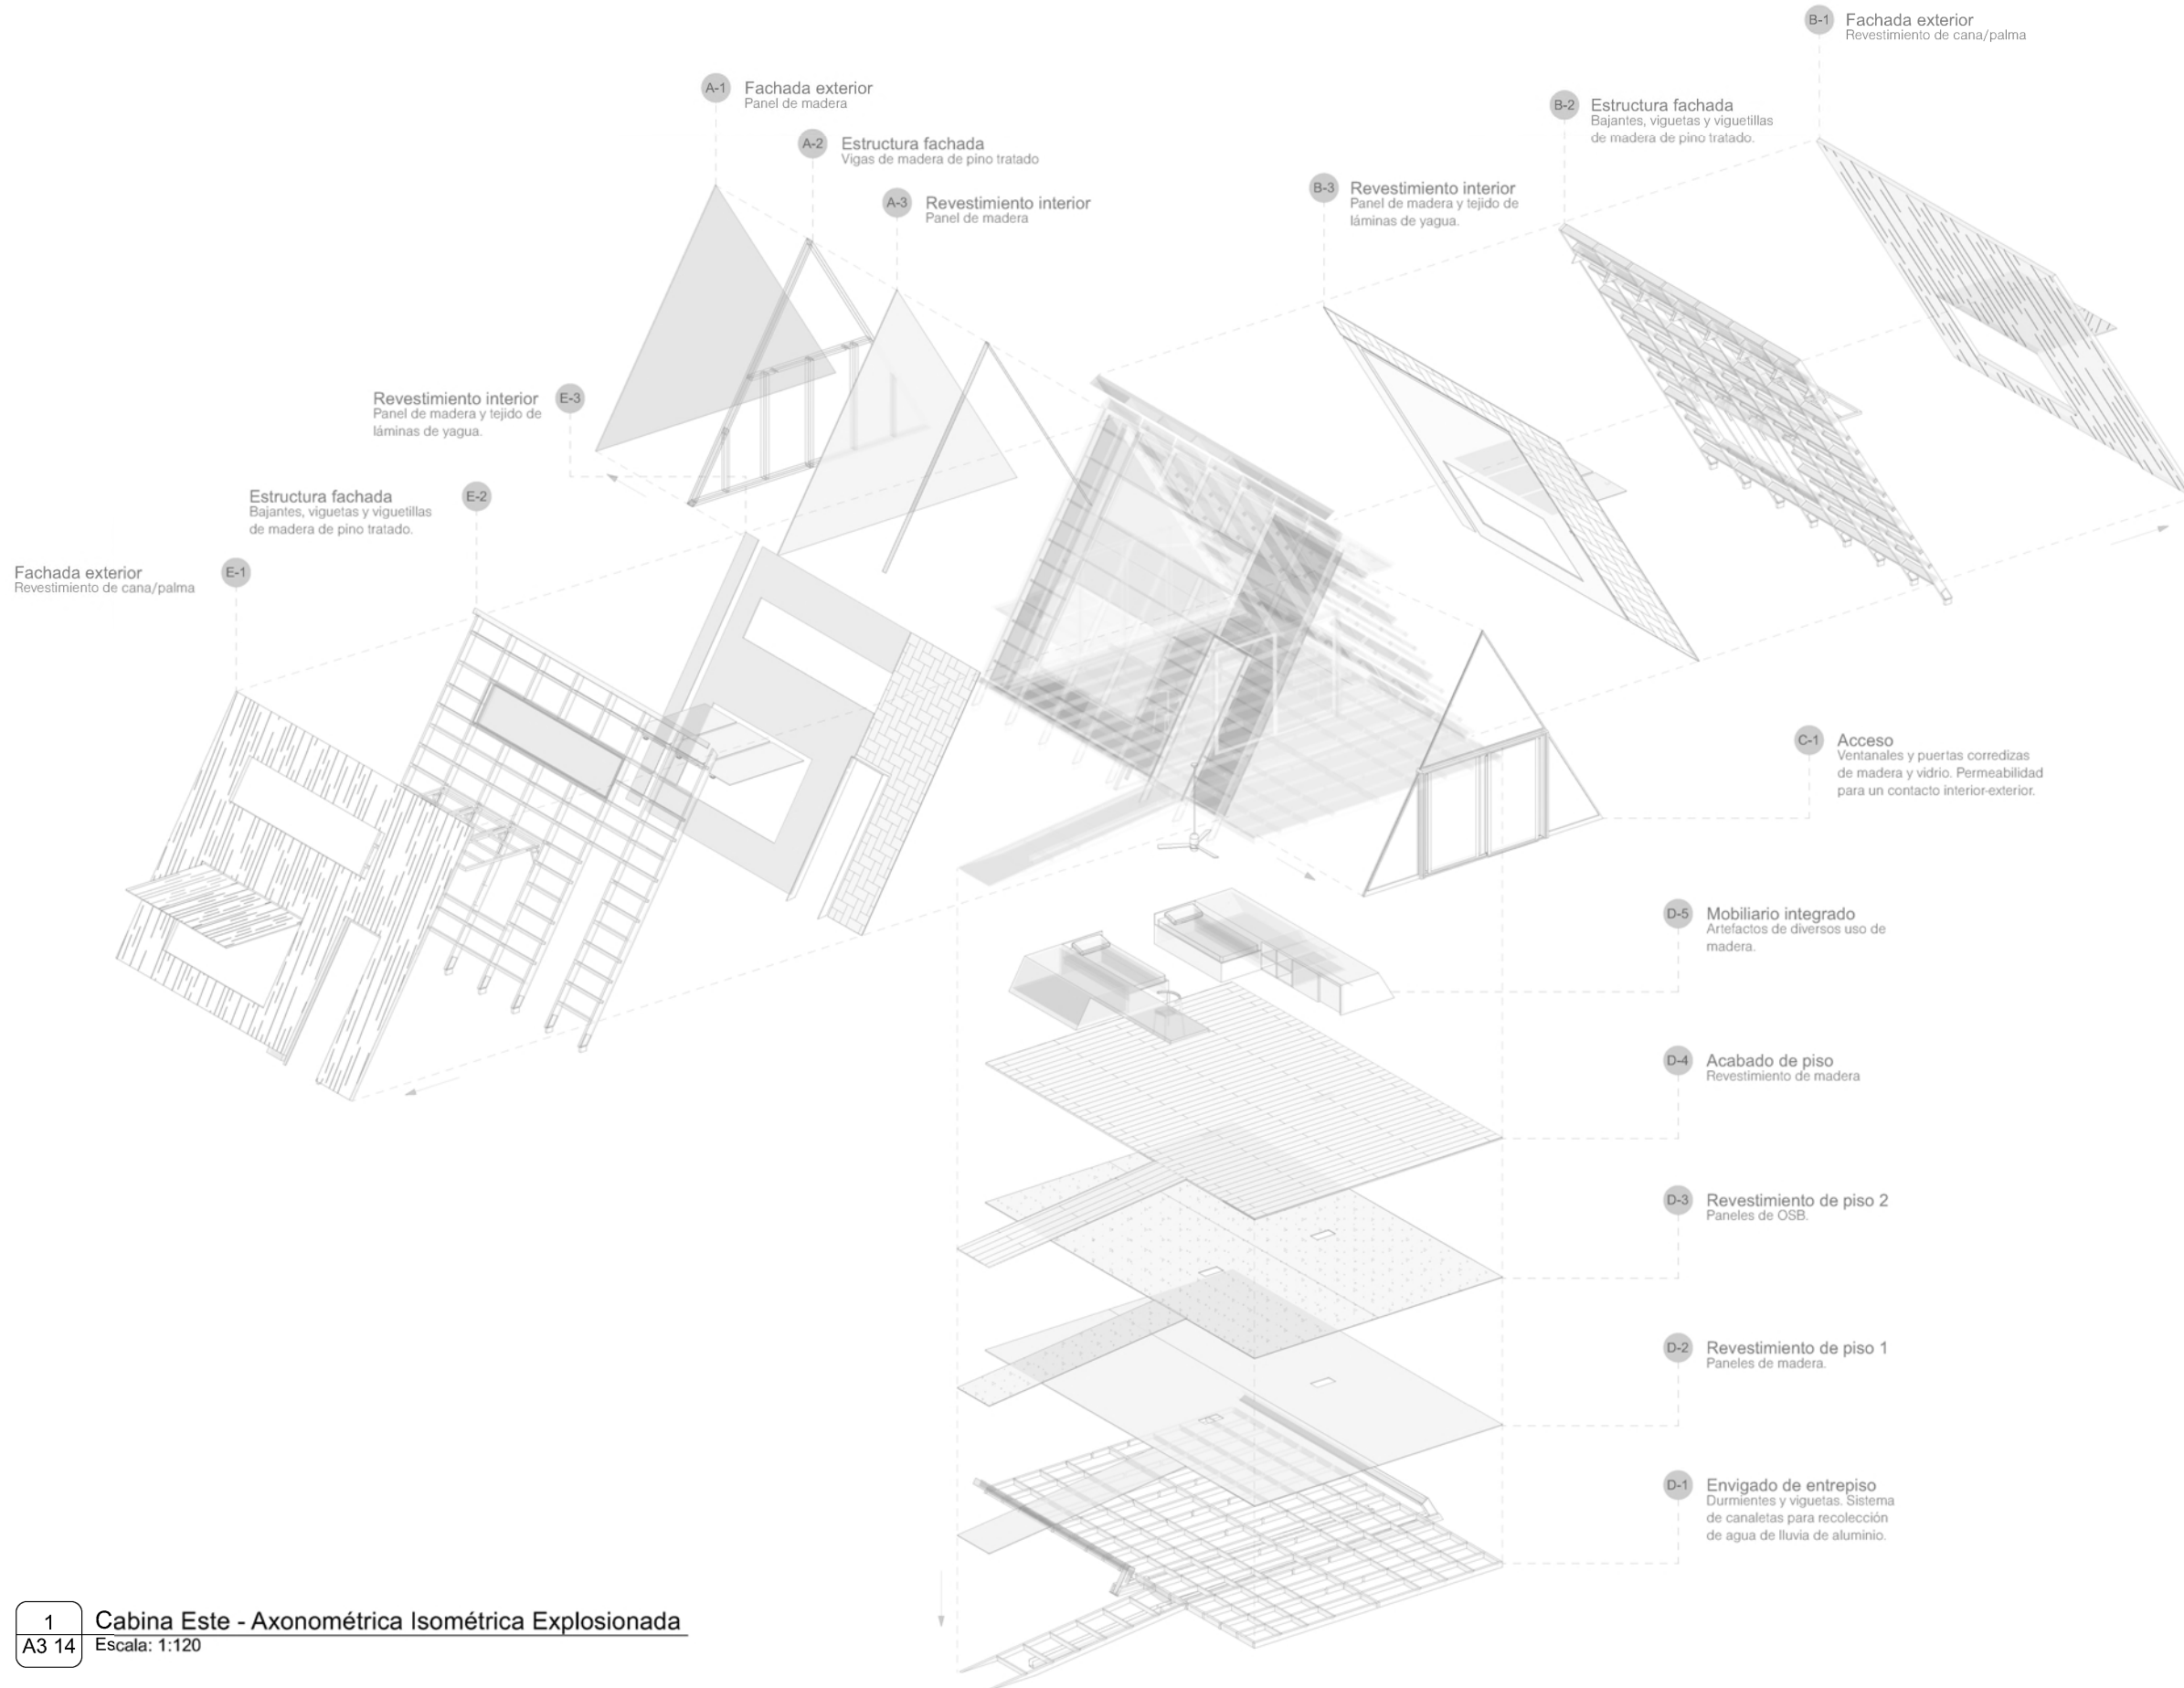 B-1
Fachada exterior
Revestimiento de cana/palma
A-1
Fachada exterior
Panel de madera
B-2
Estructura fachada
Bajantes, viguetas y viguetillas
de madera de pino tratado.
A-2
Estructura fachada
Vigas de madera de pino tratado
B-3
Revestimiento interior
Panel de madera y tejido de
láminas de yagua.
A-3
Revestimiento interior
Panel de madera
Revestimiento interior
Panel de madera y tejido de
láminas de yagua.
E-3
Estructura fachada
Bajantes, viguetas y viguetillas
de madera de pino tratado.
E-2
Fachada exterior
Revestimiento de cana/palma
E-1
C-1
Acceso
Ventanales y puertas corredizas
de madera y vidrio. Permeabilidad
para un contacto interior-exterior.
D-5
Mobiliario integrado
Artefactos de diversos uso de
madera.
D-4
Acabado de piso
Revestimiento de madera
D-3
Revestimiento de piso 2
Paneles de OSB.
D-2
Revestimiento de piso 1
Paneles de madera.
D-1
Envigado de entrepiso
Durmientes y viguetas. Sistema
de canaletas para recolección
de agua de lluvia de aluminio.
1
A3 14
Cabina Este - Axonométrica Isométrica Explosionada
Escala: 1:120